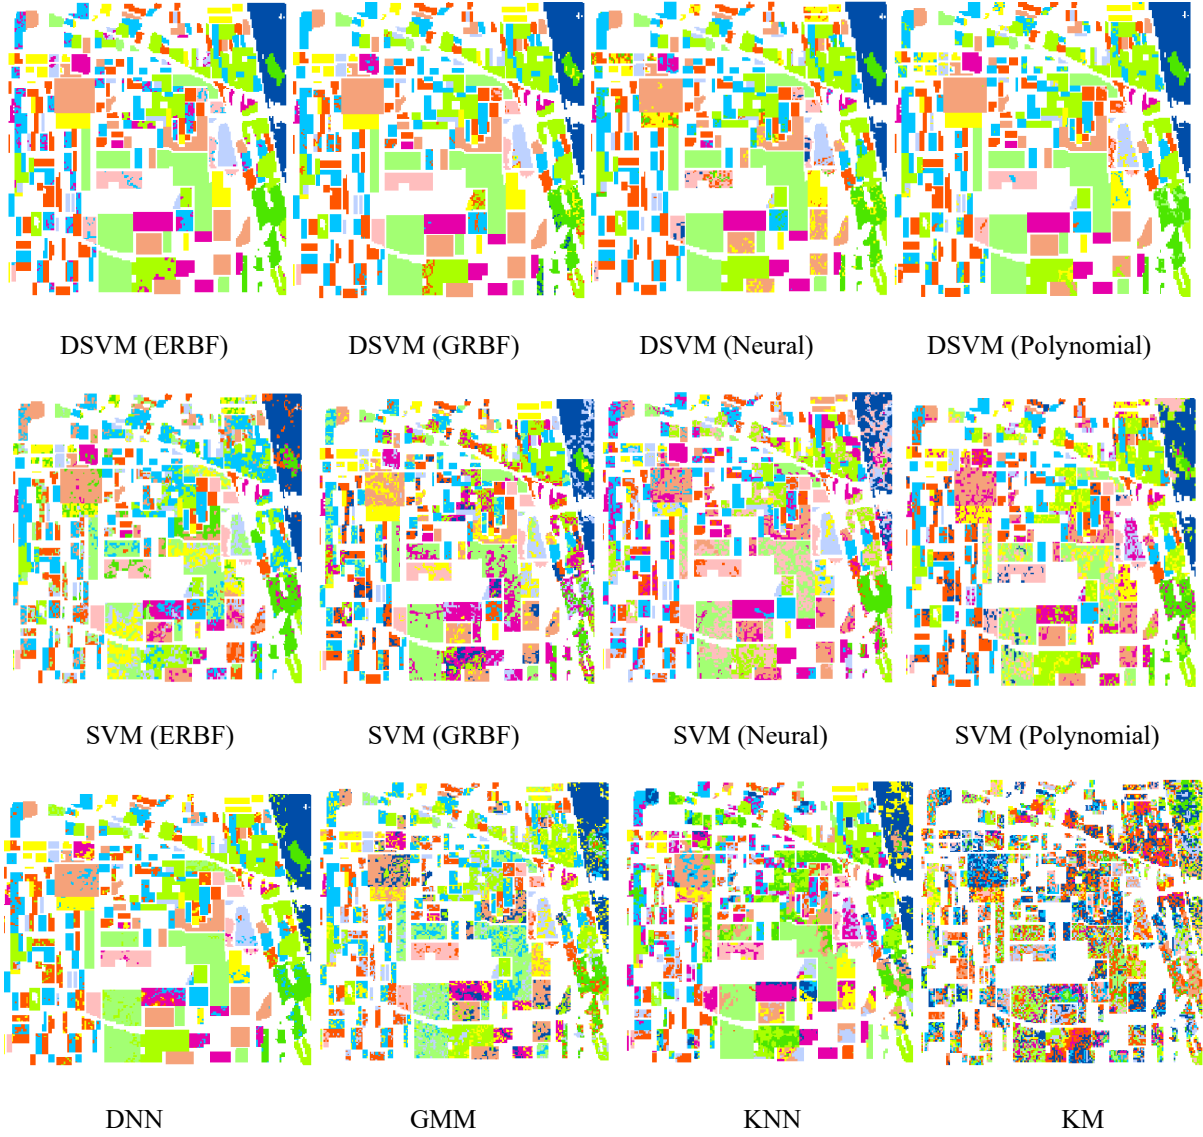 DSVM (ERBF) DSVM (GRBF) DSVM (Neural) DSVM (Polynomial)
SVM (ERBF) SVM (GRBF) SVM (Neural) SVM (Polynomial)
DNN GMM KNN KM